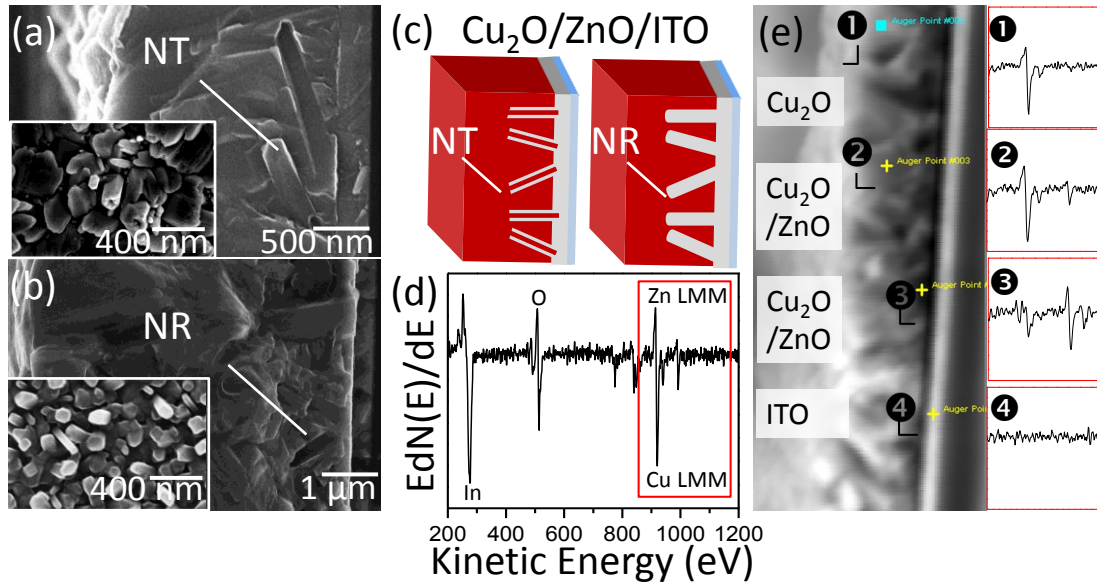 (a)
NT
400 nm
500 nm
(b)
NR
400 nm
1 µm
(c) Cu₂O/ZnO/ITO
NT
NR
(d)
O
Zn LMM
In
Cu LMM
EdN(E)/dE
200 400 600 800 1000 1200
Kinetic Energy (eV)
(e)
1
Cu₂O
2
Auger Point #003
Cu₂O
/ZnO
Cu₂O
/ZnO
3
Auger Point #
ITO
4
Auger Poin
1
2
3
4